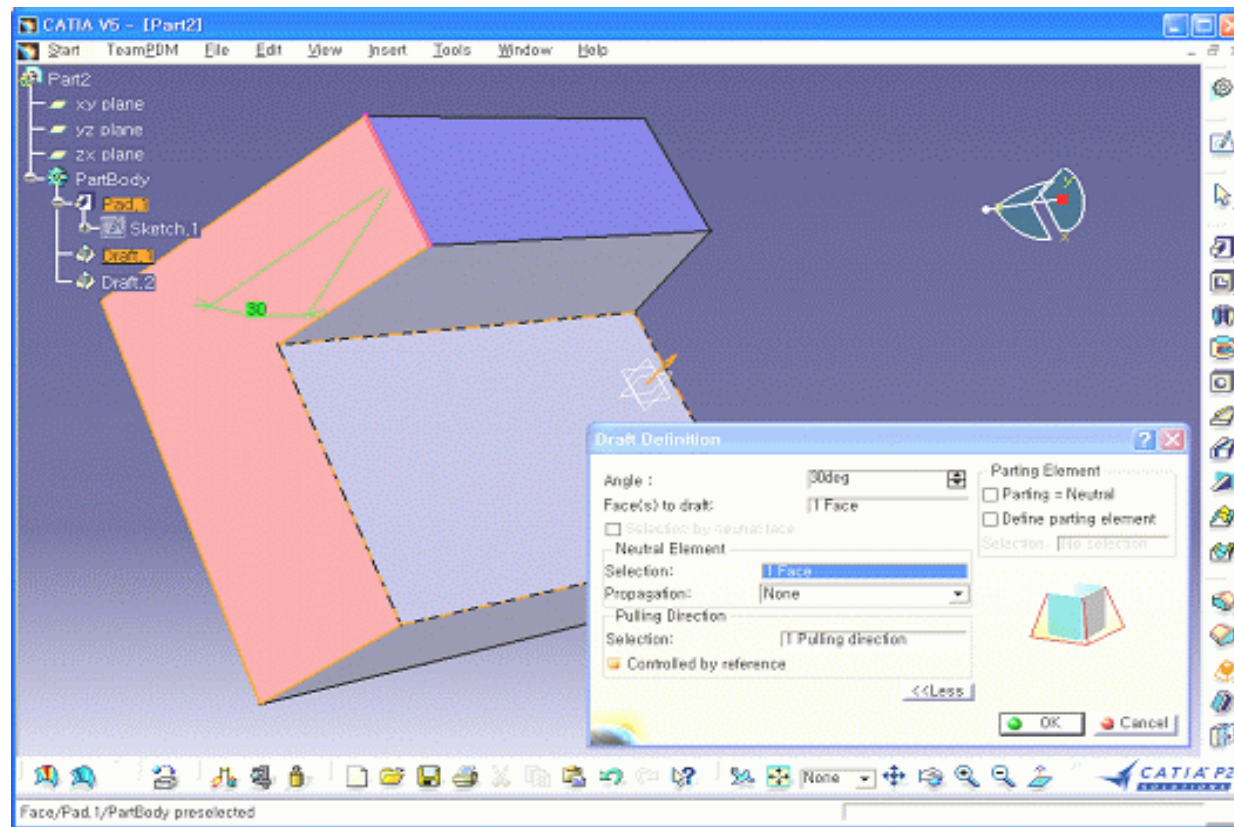 CATIA V5 - [Part2]
Start TeamPDM File Edit View Insert Tools Window Help
Part2
xy plane
yz plane
zx plane
PartBody
Pad.1
Sketch.1
Draft.1
Draft.2
30
y
x
Draft Definition
Angle : 30deg
Face(s) to draft: 1 Face
Selection by neutral face
Neutral Element
Selection: 1 Face
Propagation: None
Pulling Direction
Selection: 1 Pulling direction
Controlled by reference
<<Less
Parting Element
Parting = Neutral
Define parting element
Selection: No selection
OK Cancel
None
CATIA P2
SOLUTIONS
Face/Pad.1/PartBody preselected